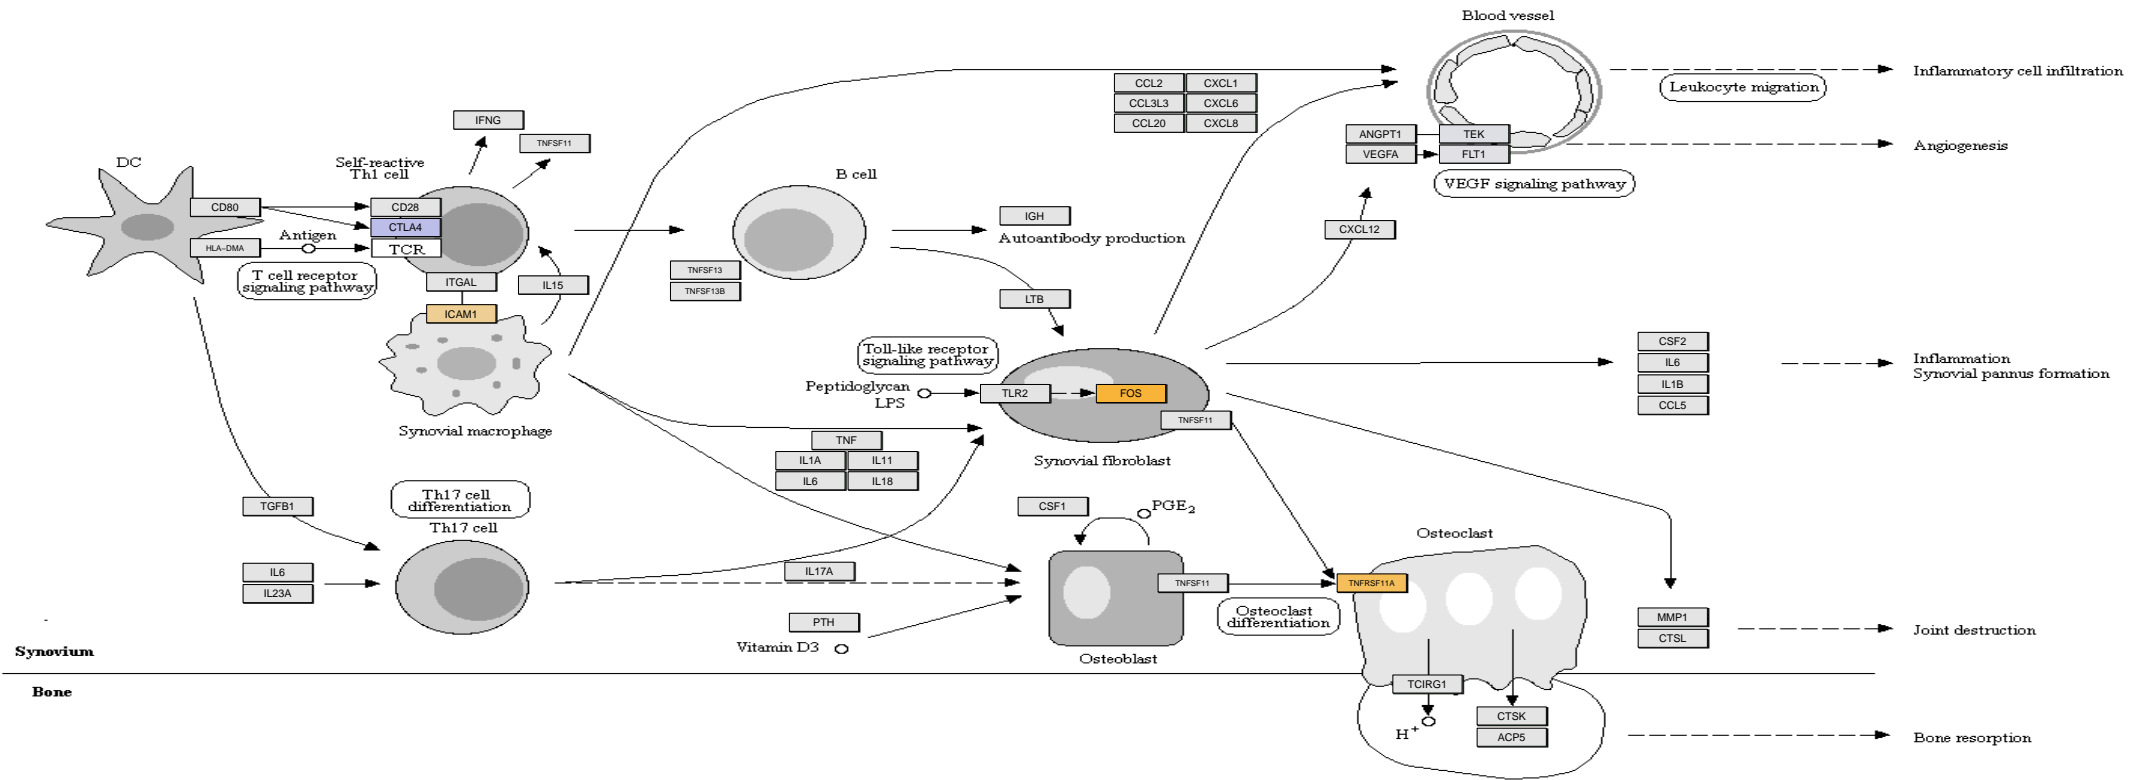 Blood vessel
CCL2 CXCL1
CCL3L3 CXCL6
CCL20 CXCL8
Leukocyte migration
Inflammatory cell infiltration
ANGPT1 TEK
VEGFA FLT1
Angiogenesis
VEGF signaling pathway
IFNG
TNFSF11
DC
Self-reactive
Th1 cell
B cell
CD80
CD28
CTLA4
HLA-DMA
Antigen
TCR
T cell receptor
signaling pathway
ITGAL
IL15
ICAM1
Synovial macrophage
TNFSF13
TNFSF13B
IGH
Autoantibody production
LTB
CXCL12
Toll-like receptor
signaling pathway
Peptidoglycan
LPS
TLR2
FOS
TNFSF11
Synovial fibroblast
CSF2
IL6
IL1B
CCL5
Inflammation
Synovial pannus formation
TNF
IL1A IL11
IL6 IL18
TGFB1
Th17 cell
differentiation
Th17 cell
IL6
IL23A
IL17A
PTH
Vitamin D3
CSF1
PGE2
TNFSF11
Osteoblast
Osteoclast
differentiation
Osteoclast
TNFRSF11A
MMP1
CTSL
Joint destruction
Synovium
Bone
TCIRG1
H+
CTSK
ACP5
Bone resorption